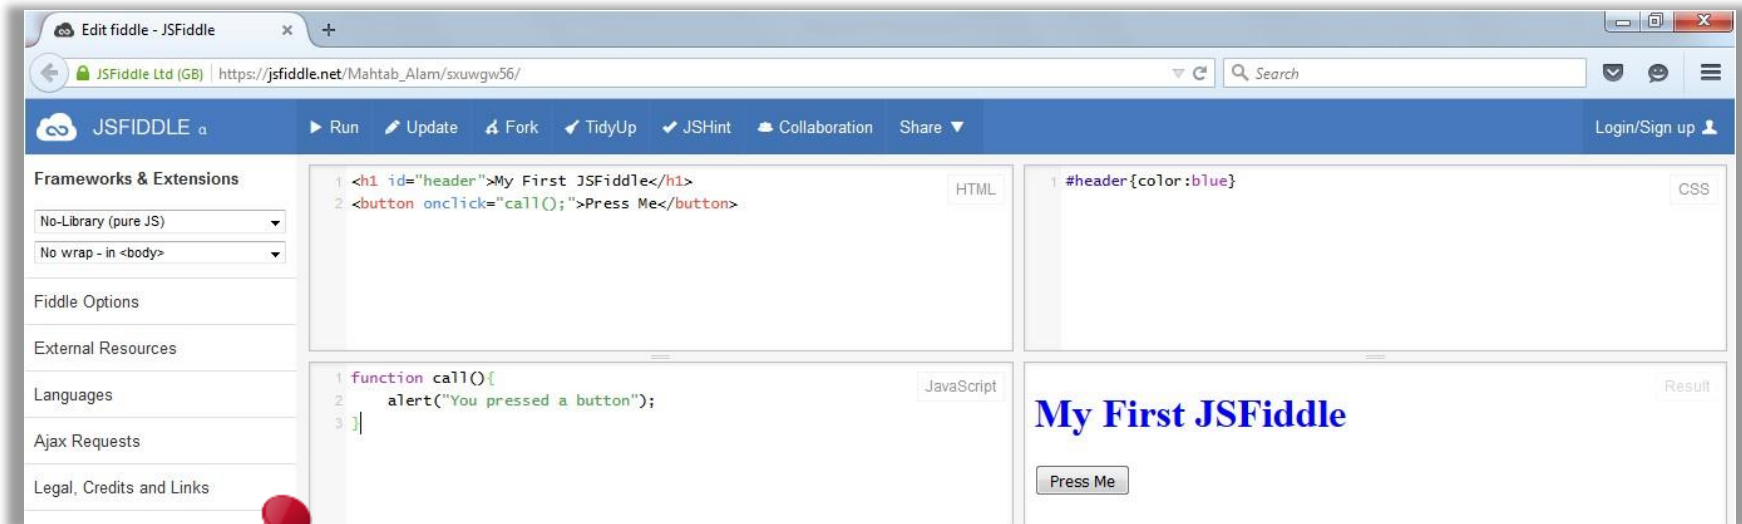 Edit fiddle - JSFiddle
JSFiddle Ltd (GB) https://jsfiddle.net/Mahtab_Alam/sxuwgw56/ Search
JSFIDDLE α Run Update Fork TidyUp JSHint Collaboration Share Login/Sign up
Frameworks & Extensions
No-Library (pure JS)
No wrap - in <body>
Fiddle Options
External Resources
Languages
Ajax Requests
Legal, Credits and Links
1 <h1 id="header">My First JSFiddle</h1>
2 <button onclick="call();">Press Me</button>
HTML
1 #header{color:blue}
CSS
1 function call(){
2 alert("You pressed a button");
3 }
JavaScript
Result
My First JSFiddle
Press Me